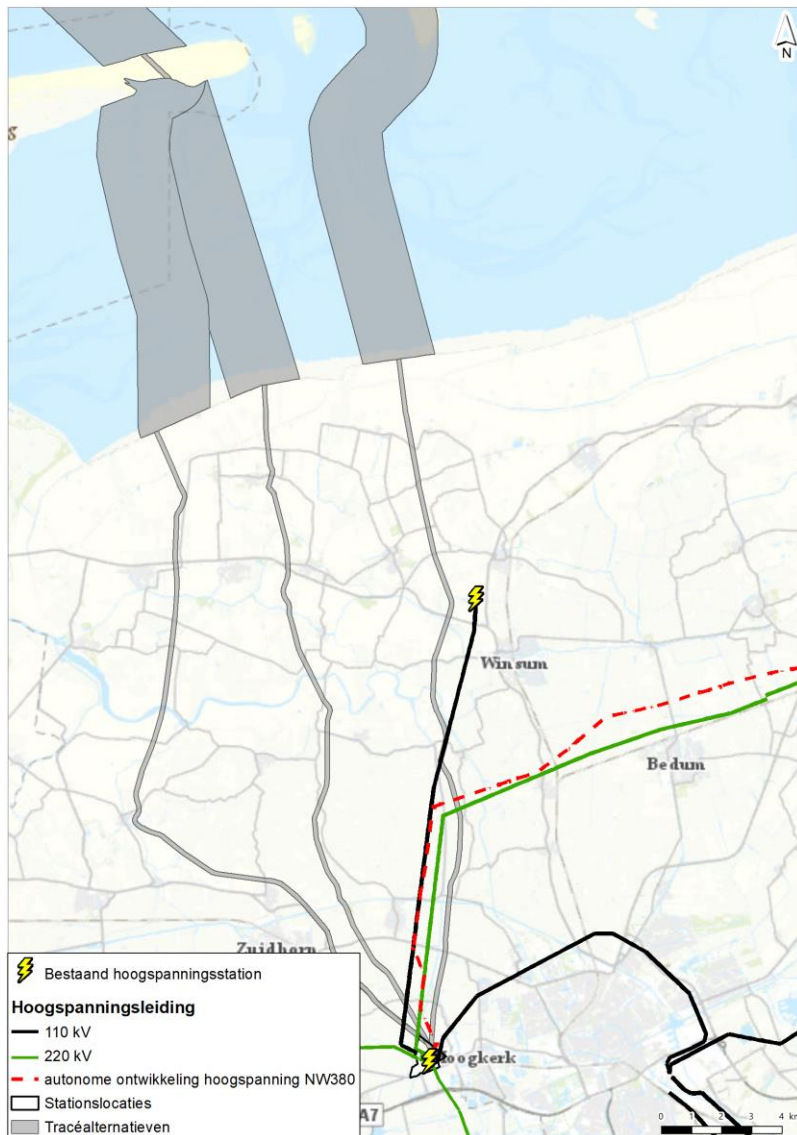 N
s
Winsum
Bedum
Zuidhorn
oogkerk
A7
Bestaand hoogspanningsstation
Hoogspanningsleiding
110 kV
220 kV
autonome ontwikkeling hoogspanning NW380
Stationslocaties
Tracéalternatieven
0 1 2 3 4 km